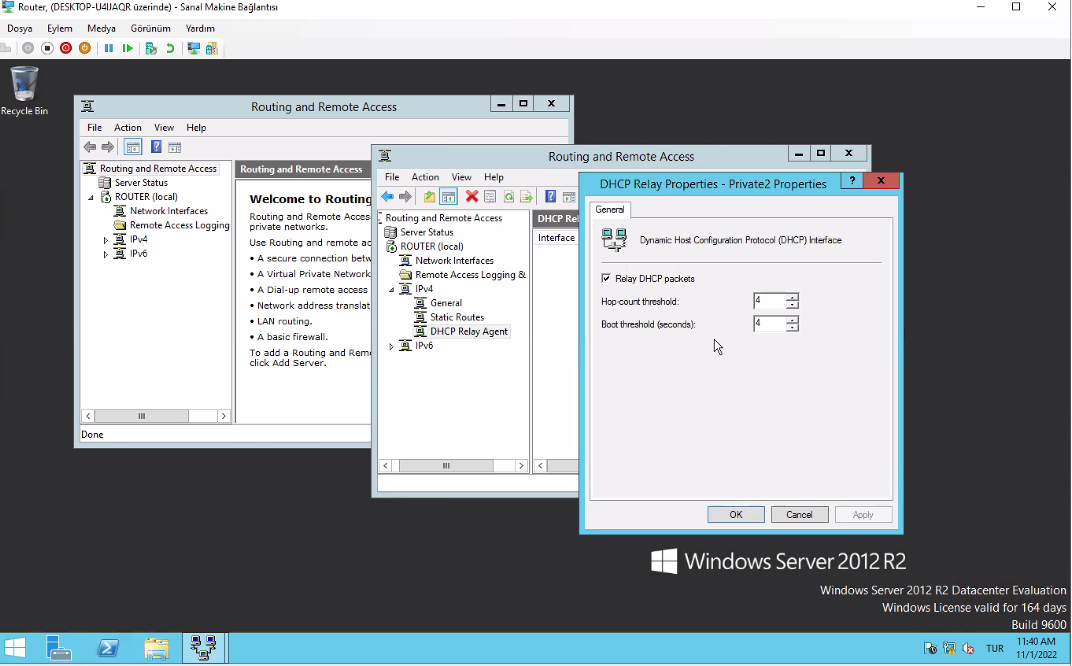 Router, (DESKTOP-U4IJAQR üzerinde) - Sanal Makine Bağlantısı
Dosya Eylem Medya Görünüm Yardım
Recycle Bin
Routing and Remote Access
File Action View Help
Routing and Remote Access
Server Status
ROUTER (local)
Network Interfaces
Remote Access Logging
IPv4
IPv6
Done
Routing and Remote Access
Welcome to Routing
Routing and Remote Acces
private networks.
Use Routing and remote ac
• A secure connection betw
• A Virtual Private Network
• A Dial-up remote access
• Network address translat
• LAN routing.
• A basic firewall.
To add a Routing and Rem
click Add Server.
Routing and Remote Access
File Action View Help
Routing and Remote Access
Server Status
ROUTER (local)
Network Interfaces
Remote Access Logging &
IPv4
General
Static Routes
DHCP Relay Agent
IPv6
DHCP Rel
Interface
DHCP Relay Properties - Private2 Properties
General
Dynamic Host Configuration Protocol (DHCP) Interface
Relay DHCP packets
Hop-count threshold: 4
Boot threshold (seconds): 4
OK Cancel Apply
Windows Server 2012 R2
Windows Server 2012 R2 Datacenter Evaluation
Windows License valid for 164 days
Build 9600
TUR
11:40 AM
11/1/2022